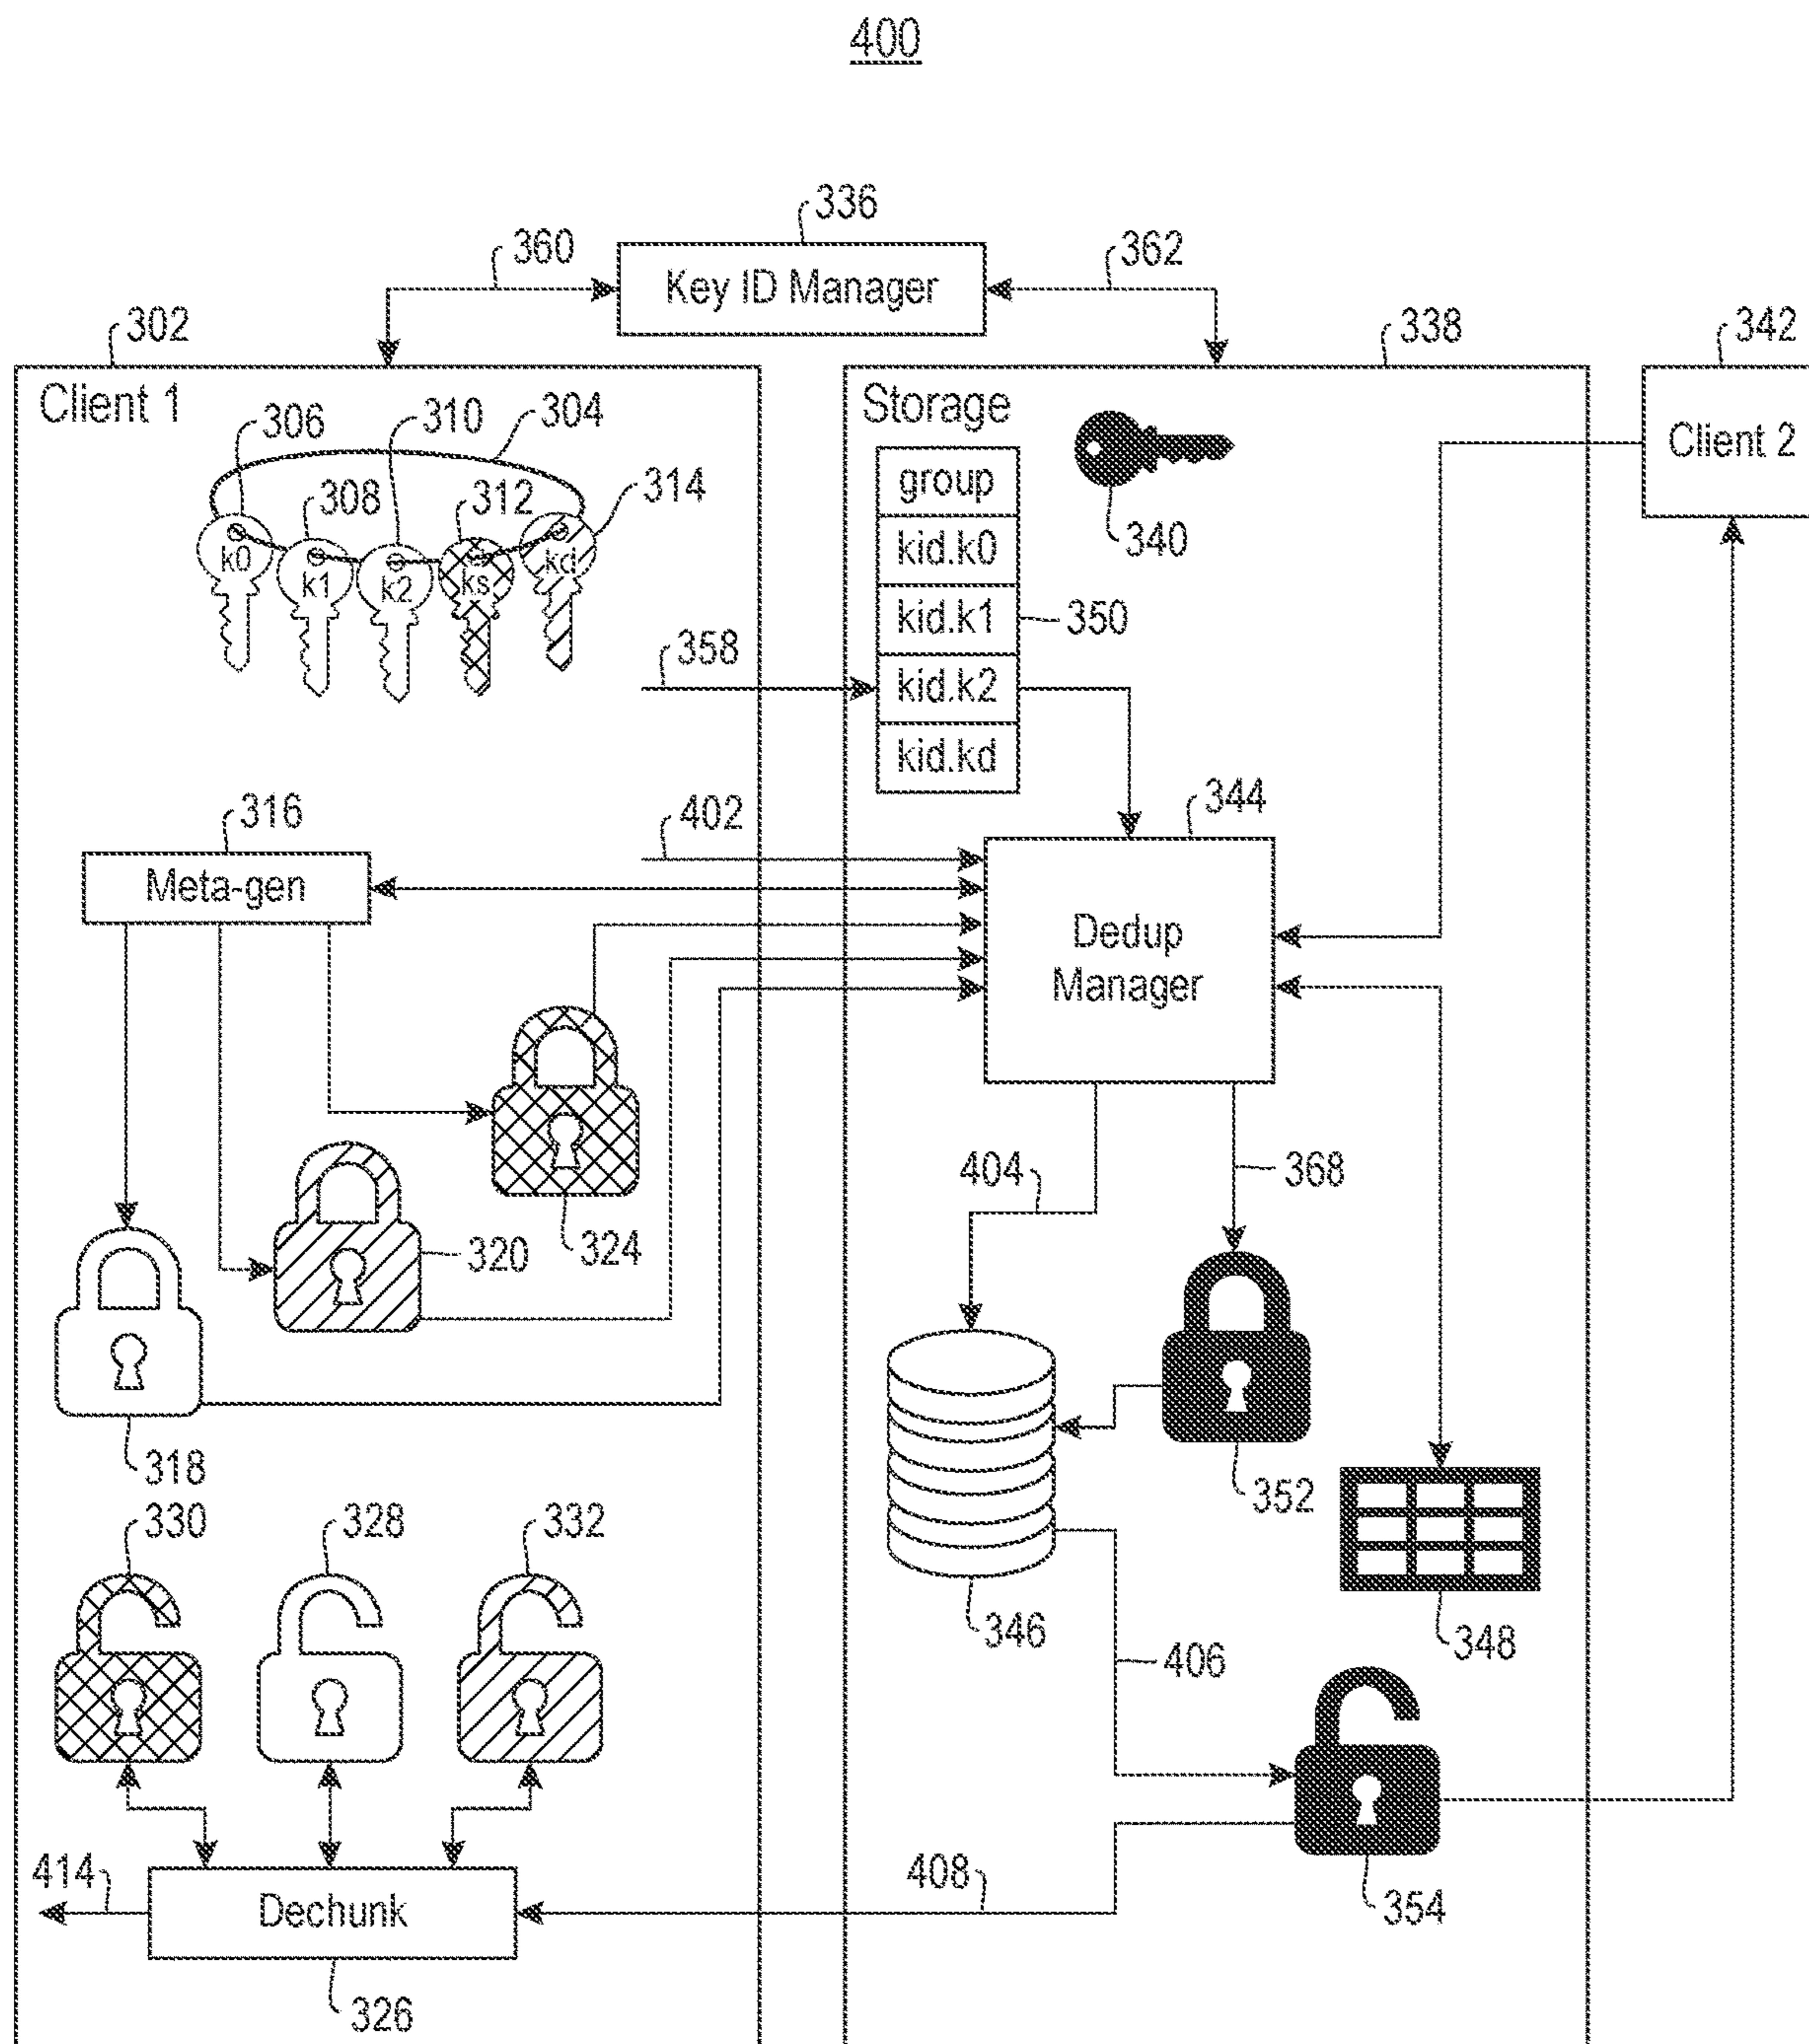 400
336
360
Key ID Manager
362
302
338
342
Client 1
306
310
304
308
312
314
k0
k1
k2
ks
kd
Storage
340
group
kid.k0
kid.k1
kid.k2
kid.kd
350
Client 2
358
316
Meta-gen
402
344
Dedup
Manager
324
320
318
404
368
352
346
348
330
328
332
406
354
414
Dechunk
408
326